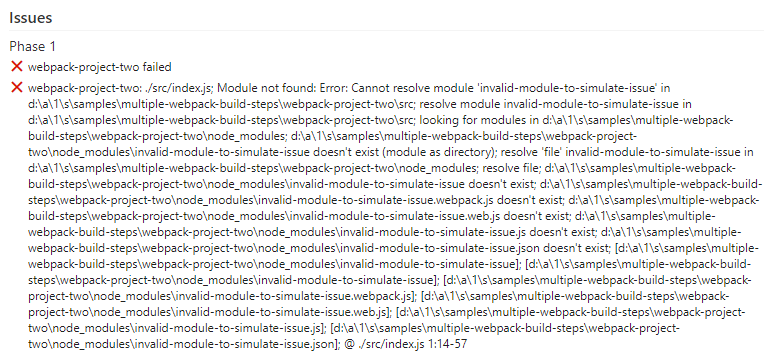 Issues
Phase 1
webpack-project-two failed
webpack-project-two: ./src/index.js; Module not found: Error: Cannot resolve module 'invalid-module-to-simulate-issue' in
d:\a\1\s\samples\multiple-webpack-build-steps\webpack-project-two\src; resolve module invalid-module-to-simulate-issue in
d:\a\1\s\samples\multiple-webpack-build-steps\webpack-project-two\src; looking for modules in d:\a\1\s\samples\multiple-webpack-
build-steps\webpack-project-two\node_modules; d:\a\1\s\samples\multiple-webpack-build-steps\webpack-project-
two\node_modules\invalid-module-to-simulate-issue doesn't exist (module as directory); resolve 'file' invalid-module-to-simulate-issue in
d:\a\1\s\samples\multiple-webpack-build-steps\webpack-project-two\node_modules; resolve file; d:\a\1\s\samples\multiple-webpack-
build-steps\webpack-project-two\node_modules\invalid-module-to-simulate-issue doesn't exist; d:\a\1\s\samples\multiple-webpack-build-
steps\webpack-project-two\node_modules\invalid-module-to-simulate-issue.webpack.js doesn't exist; d:\a\1\s\samples\multiple-webpack-
build-steps\webpack-project-two\node_modules\invalid-module-to-simulate-issue.web.js doesn't exist; d:\a\1\s\samples\multiple-
webpack-build-steps\webpack-project-two\node_modules\invalid-module-to-simulate-issue.js doesn't exist; d:\a\1\s\samples\multiple-
webpack-build-steps\webpack-project-two\node_modules\invalid-module-to-simulate-issue.json doesn't exist; [d:\a\1\s\samples\multiple-
webpack-build-steps\webpack-project-two\node_modules\invalid-module-to-simulate-issue]; [d:\a\1\s\samples\multiple-webpack-build-
steps\webpack-project-two\node_modules\invalid-module-to-simulate-issue]; [d:\a\1\s\samples\multiple-webpack-build-steps\webpack-
project-two\node_modules\invalid-module-to-simulate-issue.webpack.js]; [d:\a\1\s\samples\multiple-webpack-build-steps\webpack-
project-two\node_modules\invalid-module-to-simulate-issue.web.js]; [d:\a\1\s\samples\multiple-webpack-build-steps\webpack-project-
two\node_modules\invalid-module-to-simulate-issue.js]; [d:\a\1\s\samples\multiple-webpack-build-steps\webpack-project-
two\node_modules\invalid-module-to-simulate-issue.json]; @ ./src/index.js 1:14-57